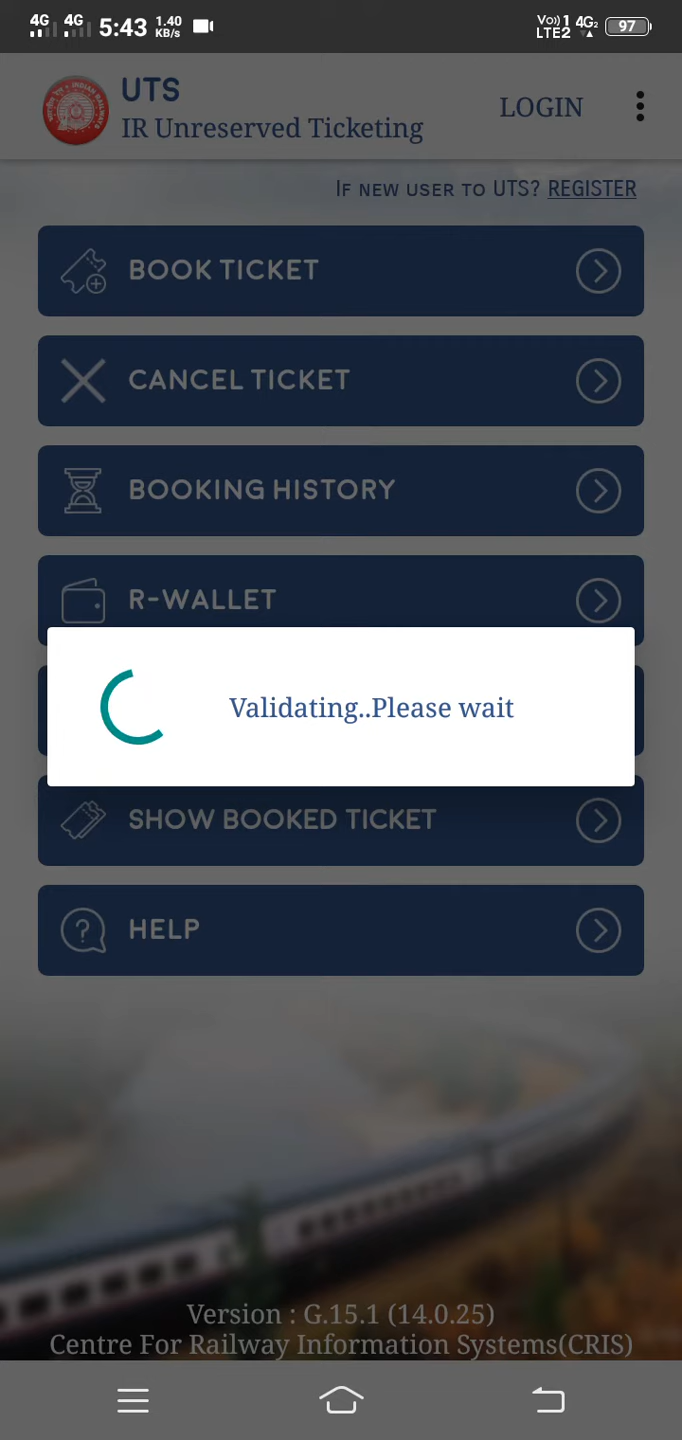 4G 4G 5:43 1.40 KB/s Vo)) 1 LTE2 4G2 97
UTS
IR Unreserved Ticketing
LOGIN
IF NEW USER TO UTS? REGISTER
BOOK TICKET
CANCEL TICKET
BOOKING HISTORY
R-WALLET
Validating..Please wait
SHOW BOOKED TICKET
HELP
Version : G.15.1 (14.0.25)
Centre For Railway Information Systems(CRIS)